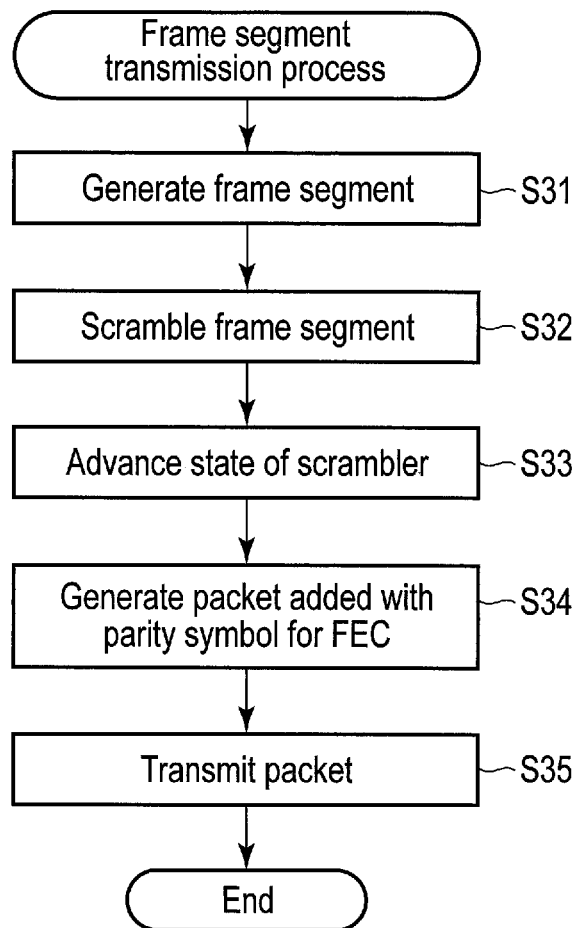 Frame segment
transmission process
Generate frame segment
S31
Scramble frame segment
S32
Advance state of scrambler
S33
Generate packet added with
parity symbol for FEC
S34
Transmit packet
S35
End